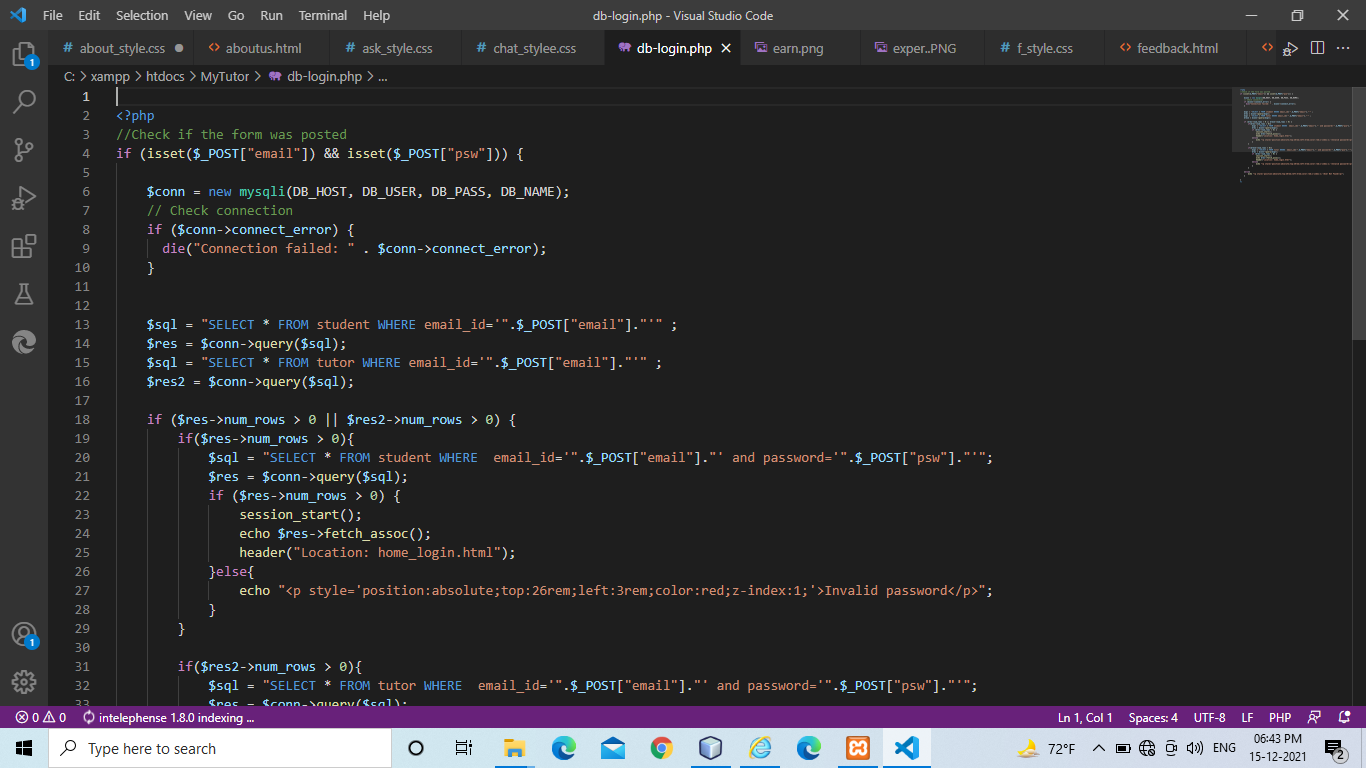 File Edit Selection View Go Run Terminal Help db-login.php - Visual Studio Code
about_style.css aboutus.html ask_style.css chat_stylee.css db-login.php earn.png exper..PNG f_style.css feedback.html
C: > xampp > htdocs > MyTutor > db-login.php > ...
1
2 <?php
3 //Check if the form was posted
4 if (isset($_POST["email"]) && isset($_POST["psw"])) {
5
6 $conn = new mysqli(DB_HOST, DB_USER, DB_PASS, DB_NAME);
7 // Check connection
8 if ($conn->connect_error) {
9 die("Connection failed: " . $conn->connect_error);
10 }
11
12
13 $sql = "SELECT * FROM student WHERE email_id='".$_POST["email"]."'" ;
14 $res = $conn->query($sql);
15 $sql = "SELECT * FROM tutor WHERE email_id='".$_POST["email"]."'" ;
16 $res2 = $conn->query($sql);
17
18 if ($res->num_rows > 0 || $res2->num_rows > 0) {
19 if($res->num_rows > 0){
20 $sql = "SELECT * FROM student WHERE  email_id='".$_POST["email"]."' and password='".$_POST["psw"]."'";
21 $res = $conn->query($sql);
22 if ($res->num_rows > 0) {
23 session_start();
24 echo $res->fetch_assoc();
25 header("Location: home_login.html");
26 }else{
27 echo "<p style='position:absolute;top:26rem;left:3rem;color:red;z-index:1;'>Invalid password</p>";
28 }
29 }
30
31 if($res2->num_rows > 0){
32 $sql = "SELECT * FROM tutor WHERE  email_id='".$_POST["email"]."' and password='".$_POST["psw"]."'";
33 $res = $conn->query($sql);
1
1
0 0 intelephense 1.8.0 indexing ... Ln 1, Col 1 Spaces: 4 UTF-8 LF PHP
Type here to search 72°F ENG 06:43 PM
15-12-2021 2